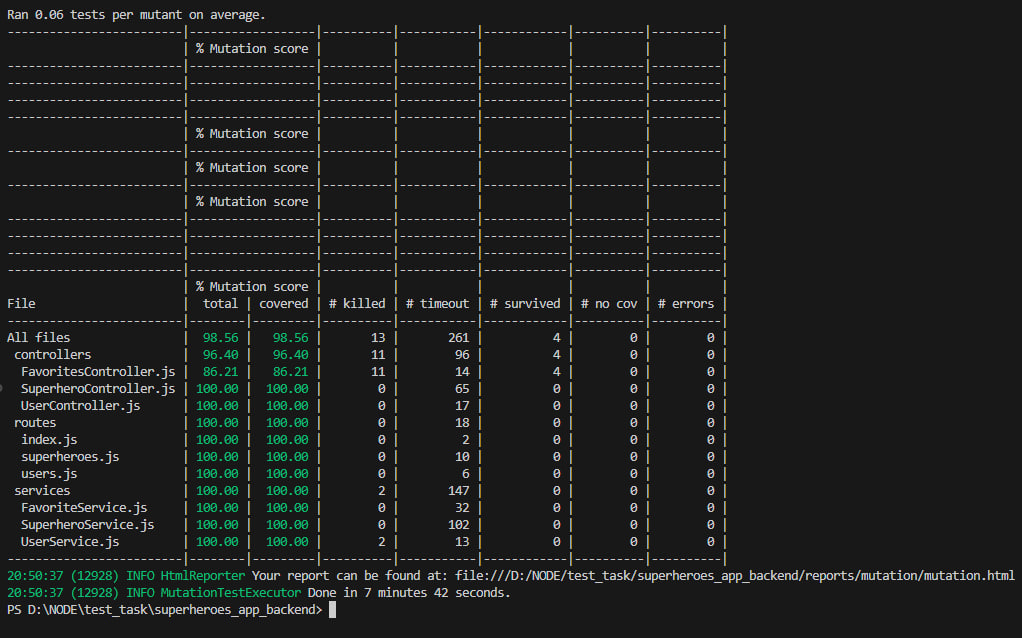 Ran 0.06 tests per mutant on average.
--------------------------|-------------------|----------|-----------|------------|----------|----------|
                          | % Mutation score  |          |           |            |          |          |
--------------------------|-------------------|----------|-----------|------------|----------|----------|
--------------------------|-------------------|----------|-----------|------------|----------|----------|
--------------------------|-------------------|----------|-----------|------------|----------|----------|
--------------------------|-------------------|----------|-----------|------------|----------|----------|
                          | % Mutation score  |          |           |            |          |          |
--------------------------|-------------------|----------|-----------|------------|----------|----------|
                          | % Mutation score  |          |           |            |          |          |
--------------------------|-------------------|----------|-----------|------------|----------|----------|
                          | % Mutation score  |          |           |            |          |          |
--------------------------|-------------------|----------|-----------|------------|----------|----------|
--------------------------|-------------------|----------|-----------|------------|----------|----------|
--------------------------|-------------------|----------|-----------|------------|----------|----------|
--------------------------|-------------------|----------|-----------|------------|----------|----------|
                          | % Mutation score  |          |           |            |          |          |
File                      |  total | covered  | # killed | # timeout | # survived | # no cov | # errors |
--------------------------|--------|----------|----------|-----------|------------|----------|----------|
All files                 |  98.56 |   98.56  |       13 |       261 |          4 |        0 |        0 |
 controllers              |  96.40 |   96.40  |       11 |        96 |          4 |        0 |        0 |
  FavoritesController.js  |  86.21 |   86.21  |       11 |        14 |          4 |        0 |        0 |
  SuperheroController.js  | 100.00 |  100.00  |        0 |        65 |          0 |        0 |        0 |
  UserController.js       | 100.00 |  100.00  |        0 |        17 |          0 |        0 |        0 |
 routes                   | 100.00 |  100.00  |        0 |        18 |          0 |        0 |        0 |
  index.js                | 100.00 |  100.00  |        0 |         2 |          0 |        0 |        0 |
  superheroes.js          | 100.00 |  100.00  |        0 |        10 |          0 |        0 |        0 |
  users.js                | 100.00 |  100.00  |        0 |         6 |          0 |        0 |        0 |
 services                 | 100.00 |  100.00  |        2 |       147 |          0 |        0 |        0 |
  FavoriteService.js      | 100.00 |  100.00  |        0 |        32 |          0 |        0 |        0 |
  SuperheroService.js     | 100.00 |  100.00  |        0 |       102 |          0 |        0 |        0 |
  UserService.js          | 100.00 |  100.00  |        2 |        13 |          0 |        0 |        0 |
--------------------------|--------|----------|----------|-----------|------------|----------|----------|
20:50:37 (12928) INFO HtmlReporter Your report can be found at: file:///D:/NODE/test_task/superheroes_app_backend/reports/mutation/mutation.html
20:50:37 (12928) INFO MutationTestExecutor Done in 7 minutes 42 seconds.
PS D:\NODE\test_task\superheroes_app_backend>